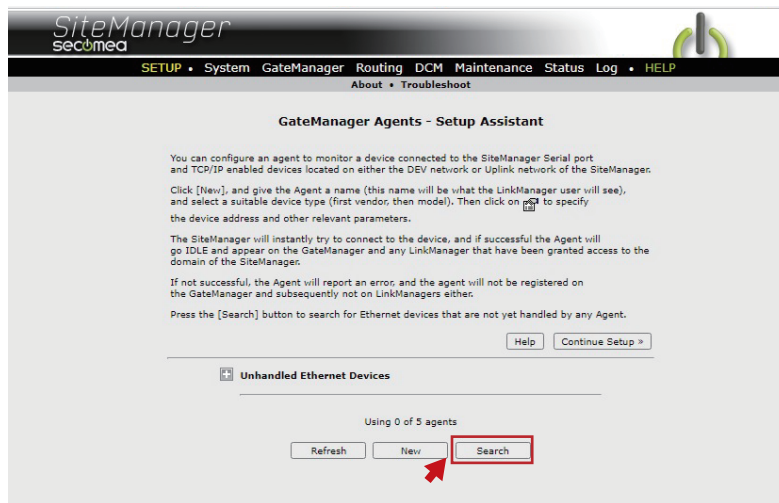 SiteManager
secomea
SETUP • System GateManager Routing DCM Maintenance Status Log • HELP
About • Troubleshoot
GateManager Agents - Setup Assistant
You can configure an agent to monitor a device connected to the SiteManager Serial port
and TCP/IP enabled devices located on either the DEV network or Uplink network of the SiteManager.
Click [New], and give the Agent a name (this name will be what the LinkManager user will see),
and select a suitable device type (first vendor, then model). Then click on to specify
the device address and other relevant parameters.
The SiteManager will instantly try to connect to the device, and if successful the Agent will
go IDLE and appear on the GateManager and any LinkManager that have been granted access to the
domain of the SiteManager.
If not successful, the Agent will report an error, and the agent will not be registered on
the GateManager and subsequently not on LinkManagers either.
Press the [Search] button to search for Ethernet devices that are not yet handled by any Agent.
Help Continue Setup »
Unhandled Ethernet Devices
Using 0 of 5 agents
Refresh New Search